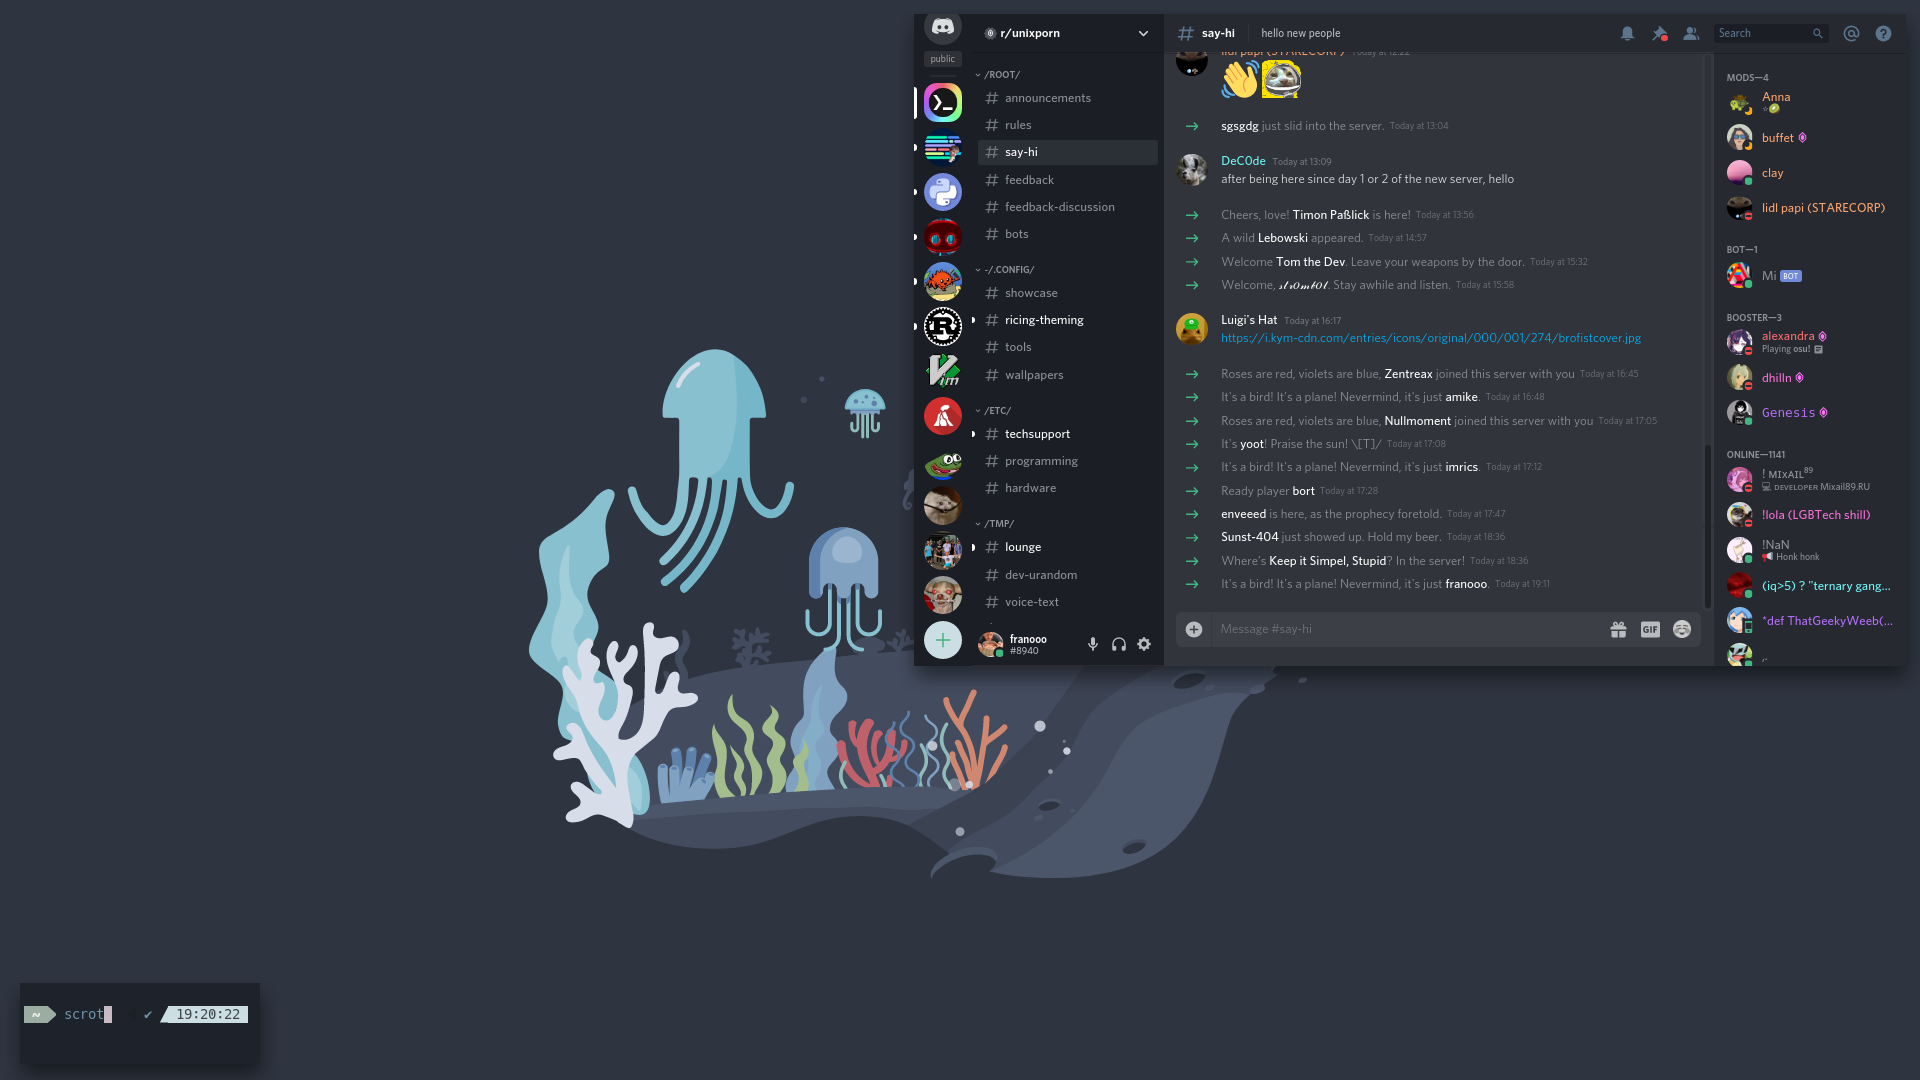 public
r/unixporn
/ROOT/
announcements
rules
say-hi
feedback
feedback-discussion
bots
~/.CONFIG/
showcase
ricing-theming
tools
wallpapers
/ETC/
techsupport
programming
hardware
/TMP/
lounge
dev-urandom
voice-text
franooo
#8940
say-hi
hello new people
Search
lidl papi (STARECORP) Today at 12:22
sgsgdg just slid into the server. Today at 13:04
DeC0de Today at 13:09
after being here since day 1 or 2 of the new server, hello
Cheers, love! Timon Paßlick is here! Today at 13:56
A wild Lebowski appeared. Today at 14:57
Welcome Tom the Dev. Leave your weapons by the door. Today at 15:32
Welcome, 𝓼𝓽𝓻𝓸𝓶𝓫𝓸𝓵. Stay awhile and listen. Today at 15:58
Luigi's Hat Today at 16:17
https://i.kym-cdn.com/entries/icons/original/000/001/274/brofistcover.jpg
Roses are red, violets are blue, Zentreax joined this server with you Today at 16:45
It's a bird! It's a plane! Nevermind, it's just amike. Today at 16:48
Roses are red, violets are blue, Nullmoment joined this server with you Today at 17:05
It's yoot! Praise the sun! \[T]/ Today at 17:08
It's a bird! It's a plane! Nevermind, it's just imrics. Today at 17:12
Ready player bort Today at 17:28
enveeed is here, as the prophecy foretold. Today at 17:47
Sunst-404 just showed up. Hold my beer. Today at 18:36
Where's Keep it Simpel, Stupid? In the server! Today at 18:36
It's a bird! It's a plane! Nevermind, it's just franooo. Today at 19:11
Message #say-hi
GIF
MODS—4
Anna
buffet
clay
lidl papi (STARECORP)
BOT—1
Mi BOT
BOOSTER—3
alexandra
Playing osu!
dhilln
Genesis
ONLINE—1141
! ᴍɪxAɪL⁸⁹
ᴅᴇᴠᴇʟᴏᴘᴇʀ Mixail89.RU
!lola (LGBTech shill)
!NaN
Honk honk
(iq>5) ? "ternary gang...
*def ThatGeekyWeeb(...
Vim
~ scrot ✔ 19:20:22